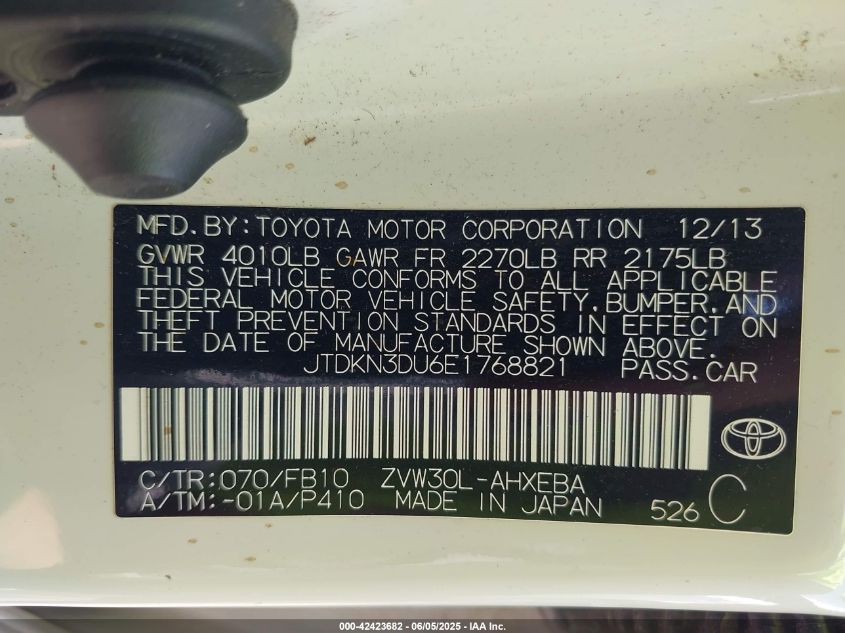 MFD.BY:TOYOTA MOTOR CORPORATION 12/13
GVWR 4010LB GAWR FR 2270LB RR 2175LB
THIS VEHICLE CONFORMS TO ALL APPLICABLE
FEDERAL MOTOR VEHICLE SAFETY,BUMPER,AND
THEFT PREVENTION STANDARDS IN EFFECT ON
THE DATE OF MANUFACTURE SHOWN ABOVE.
JTDKN3DU6E1768821 PASS.CAR
C/TR:070/FB10 ZVW30L-AHXEBA
A/TM:-01A/P410 MADE IN JAPAN 526 C
000-42423682 - 06/05/2025 - IAA Inc.